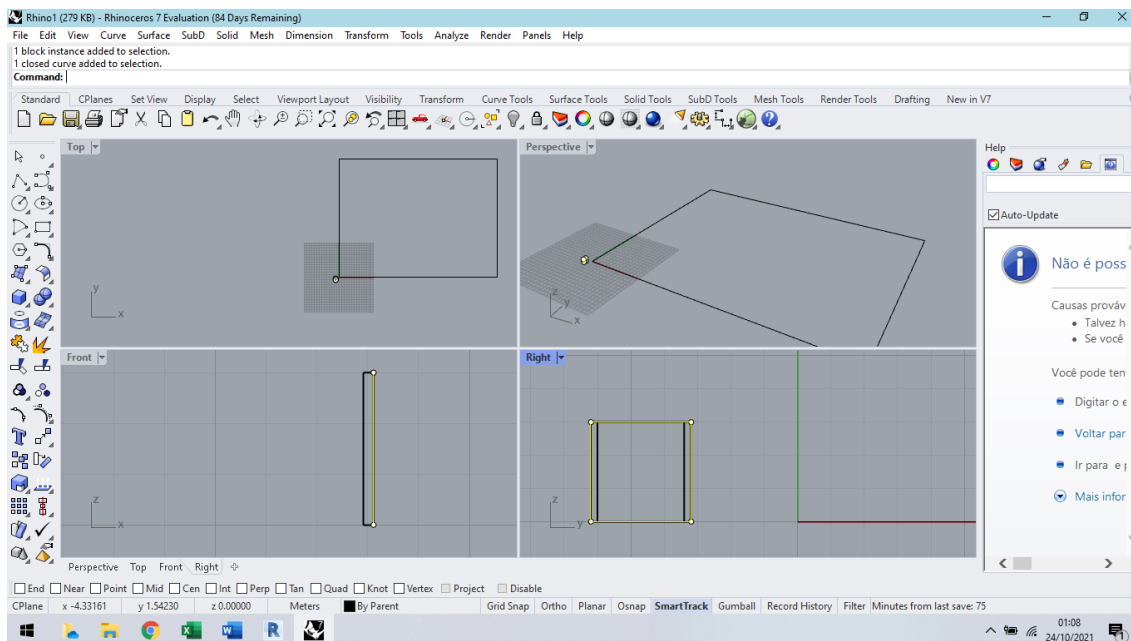 Rhino1 (279 KB) - Rhinoceros 7 Evaluation (84 Days Remaining)
File Edit View Curve Surface SubD Solid Mesh Dimension Transform Tools Analyze Render Panels Help
1 block instance added to selection.
1 closed curve added to selection.
Command:
Standard CPlanes Set View Display Select Viewport Layout Visibility Transform Curve Tools Surface Tools Solid Tools SubD Tools Mesh Tools Render Tools Drafting New in V7
Top
y
x
Perspective
z
y
x
Front
z
x
Right
z
y
Help
Auto-Update
Não é poss
Causas prováv
Talvez h
Se você
Você pode ten
Digitar o e
Voltar par
Ir para e p
Mais infor
Perspective Top Front Right
End Near Point Mid Cen Int Perp Tan Quad Knot Vertex Project Disable
CPlane x -4.33161 y 1.54230 z 0.00000 Meters By Parent Grid Snap Ortho Planar Osnap SmartTrack Gumball Record History Filter Minutes from last save: 75
01:08
24/10/2021